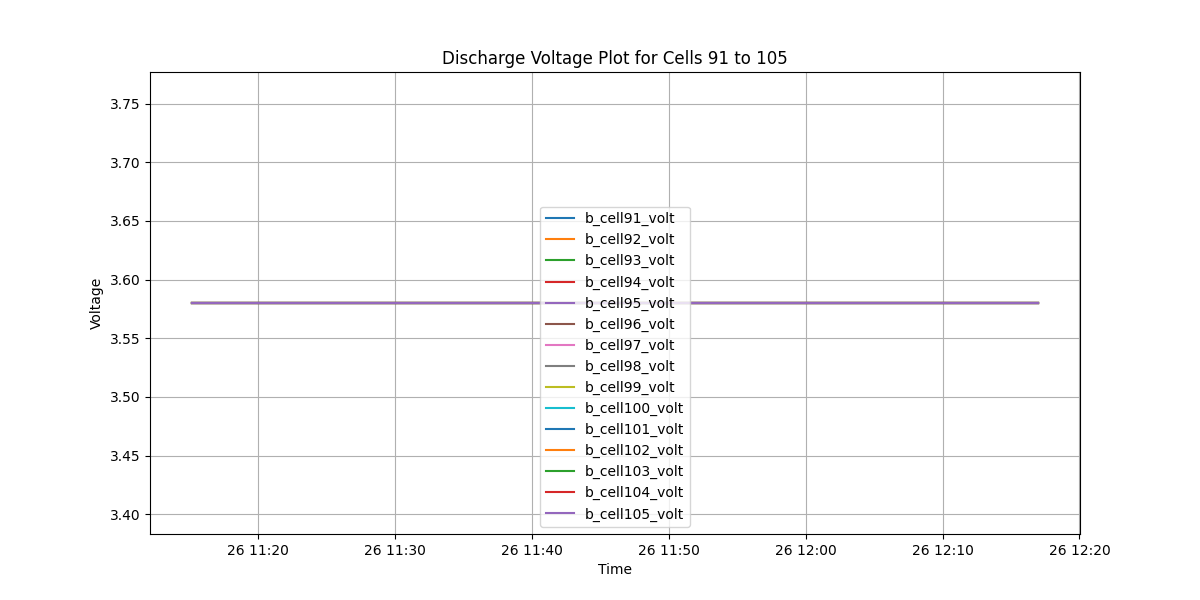 Discharge Voltage Plot for Cells 91 to 105
3.75
3.70
3.65
3.60
3.55
3.50
3.45
3.40
Voltage
b_cell91_volt
b_cell92_volt
b_cell93_volt
b_cell94_volt
b_cell95_volt
b_cell96_volt
b_cell97_volt
b_cell98_volt
b_cell99_volt
b_cell100_volt
b_cell101_volt
b_cell102_volt
b_cell103_volt
b_cell104_volt
b_cell105_volt
26 11:20 26 11:30 26 11:40 26 11:50 26 12:00 26 12:10 26 12:20
Time